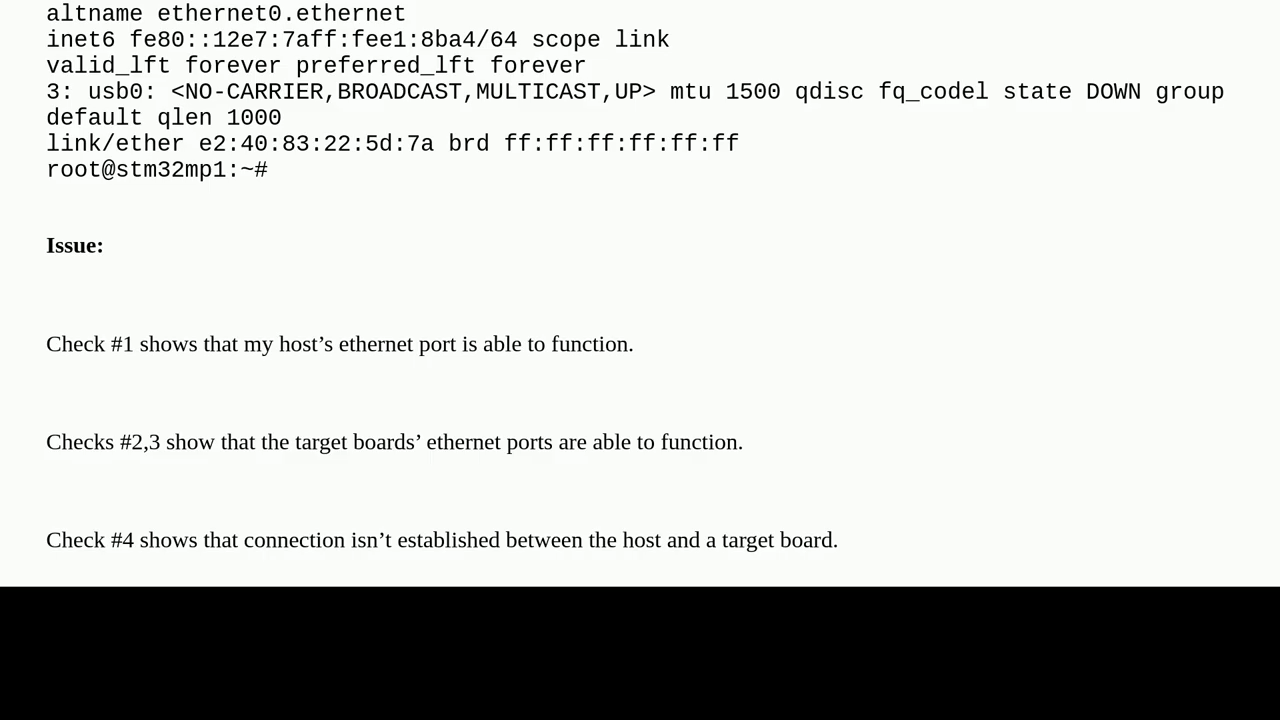 altname ethernet0.ethernet
inet6 fe80::12e7:7aff:fee1:8ba4/64 scope link
valid_lft forever preferred_lft forever
3: usb0: <NO-CARRIER,BROADCAST,MULTICAST,UP> mtu 1500 qdisc fq_codel state DOWN group
default qlen 1000
link/ether e2:40:83:22:5d:7a brd ff:ff:ff:ff:ff:ff
root@stm32mp1:~#
Issue:
Check #1 shows that my host’s ethernet port is able to function.
Checks #2,3 show that the target boards’ ethernet ports are able to function.
Check #4 shows that connection isn’t established between the host and a target board.